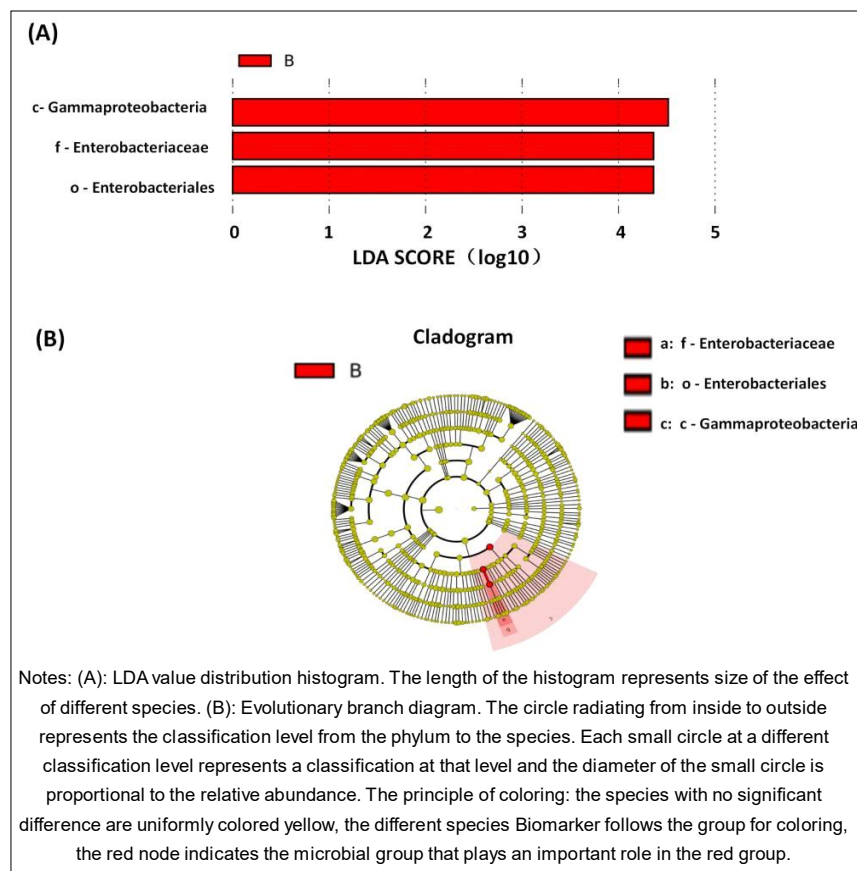 (A)
B
c- Gammaproteobacteria
f - Enterobacteriaceae
o - Enterobacteriales
0 1 2 3 4 5
LDA SCORE（log10）
(B)
Cladogram
B
a: f - Enterobacteriaceae
b: o - Enterobacteriales
c: c - Gammaproteobacteria
Notes: (A): LDA value distribution histogram. The length of the histogram represents size of the effect
of different species. (B): Evolutionary branch diagram. The circle radiating from inside to outside
represents the classification level from the phylum to the species. Each small circle at a different
classification level represents a classification at that level and the diameter of the small circle is
proportional to the relative abundance. The principle of coloring: the species with no significant
difference are uniformly colored yellow, the different species Biomarker follows the group for coloring,
the red node indicates the microbial group that plays an important role in the red group.